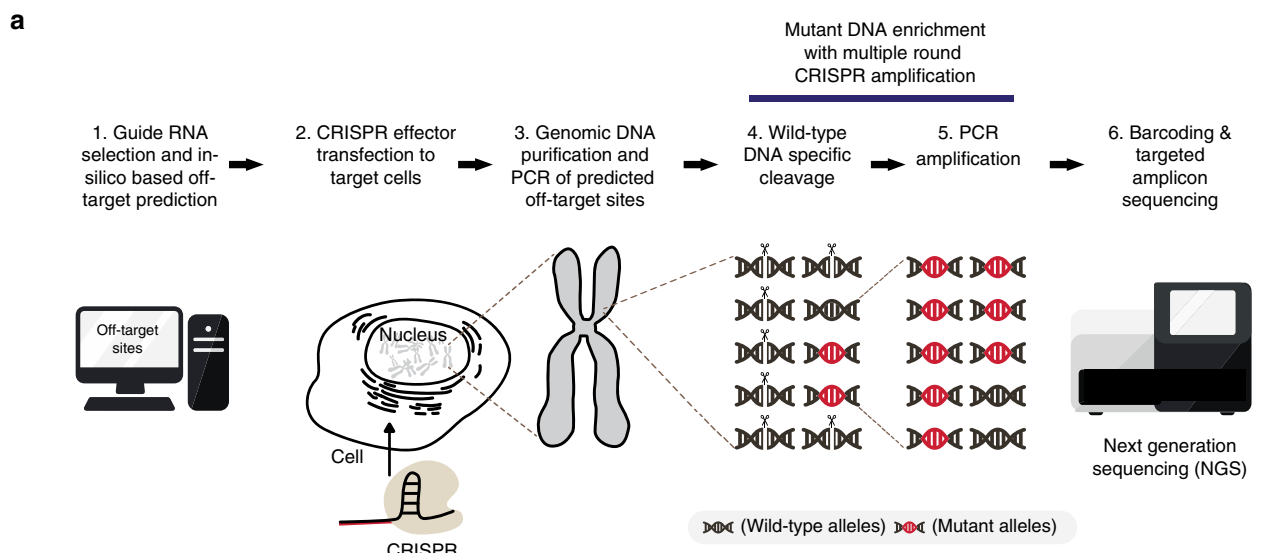 a
Mutant DNA enrichment
with multiple round
CRISPR amplification
1. Guide RNA
selection and in-
silico based off-
target prediction
2. CRISPR effector
transfection to
target cells
3. Genomic DNA
purification and
PCR of predicted
off-target sites
4. Wild-type
DNA specific
cleavage
5. PCR
amplification
6. Barcoding &
targeted
amplicon
sequencing
Off-target
sites
Nucleus
Cell
CRISPR
Next generation
sequencing (NGS)
(Wild-type alleles) (Mutant alleles)